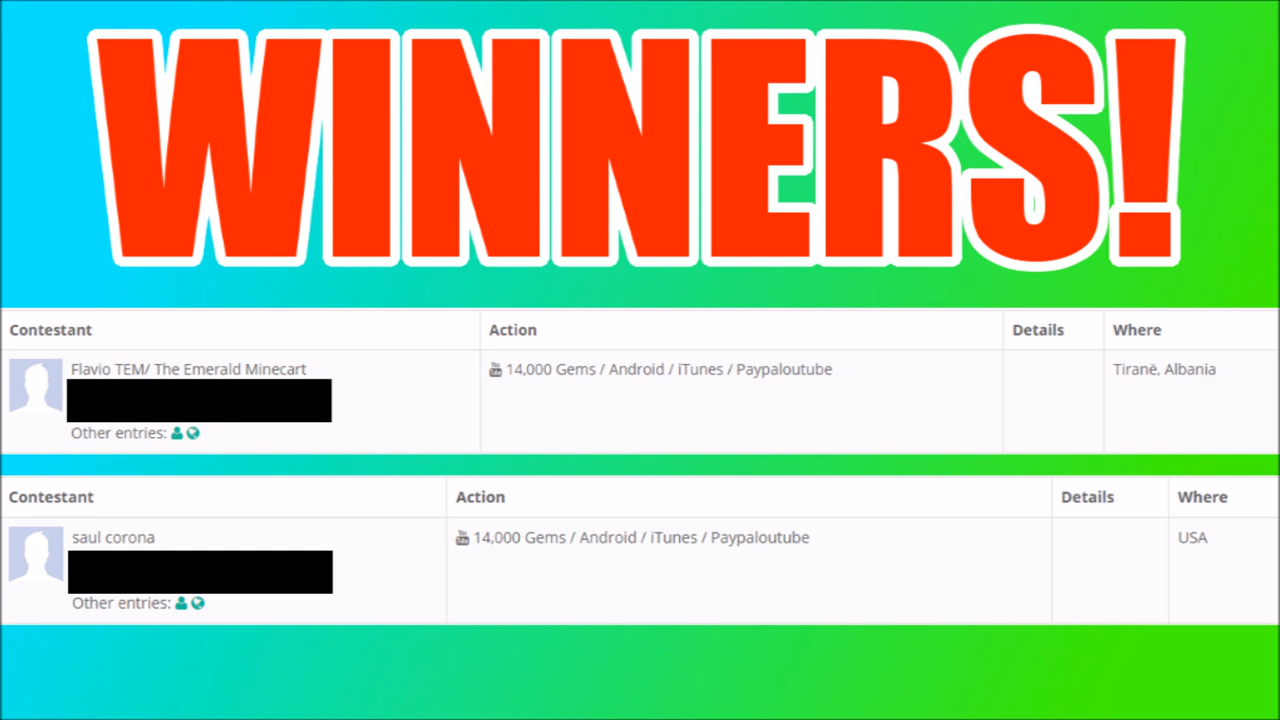 WINNERS!
Contestant Action Details Where
Flavio TEM/ The Emerald Minecart 14,000 Gems / Android / iTunes / Paypaloutube Tiranë, Albania
Other entries:
Contestant Action Details Where
saul corona 14,000 Gems / Android / iTunes / Paypaloutube USA
Other entries: